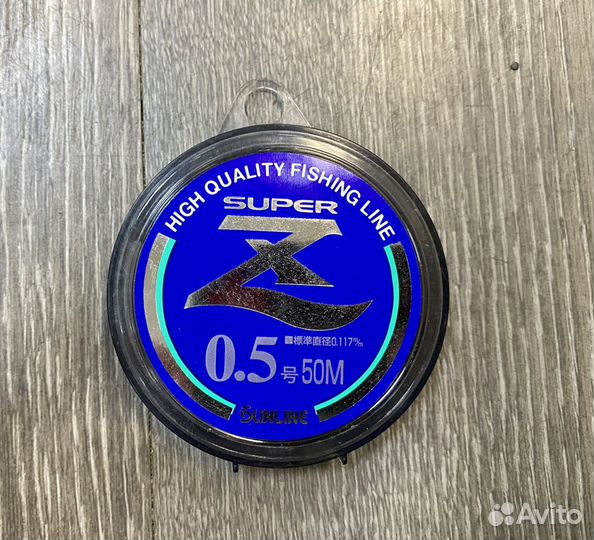 HIGH QUALITY FISHING LINE
SUPER
Z
X
■標準直径0.117㎜
0.5号50M
SUNLINE
Avito